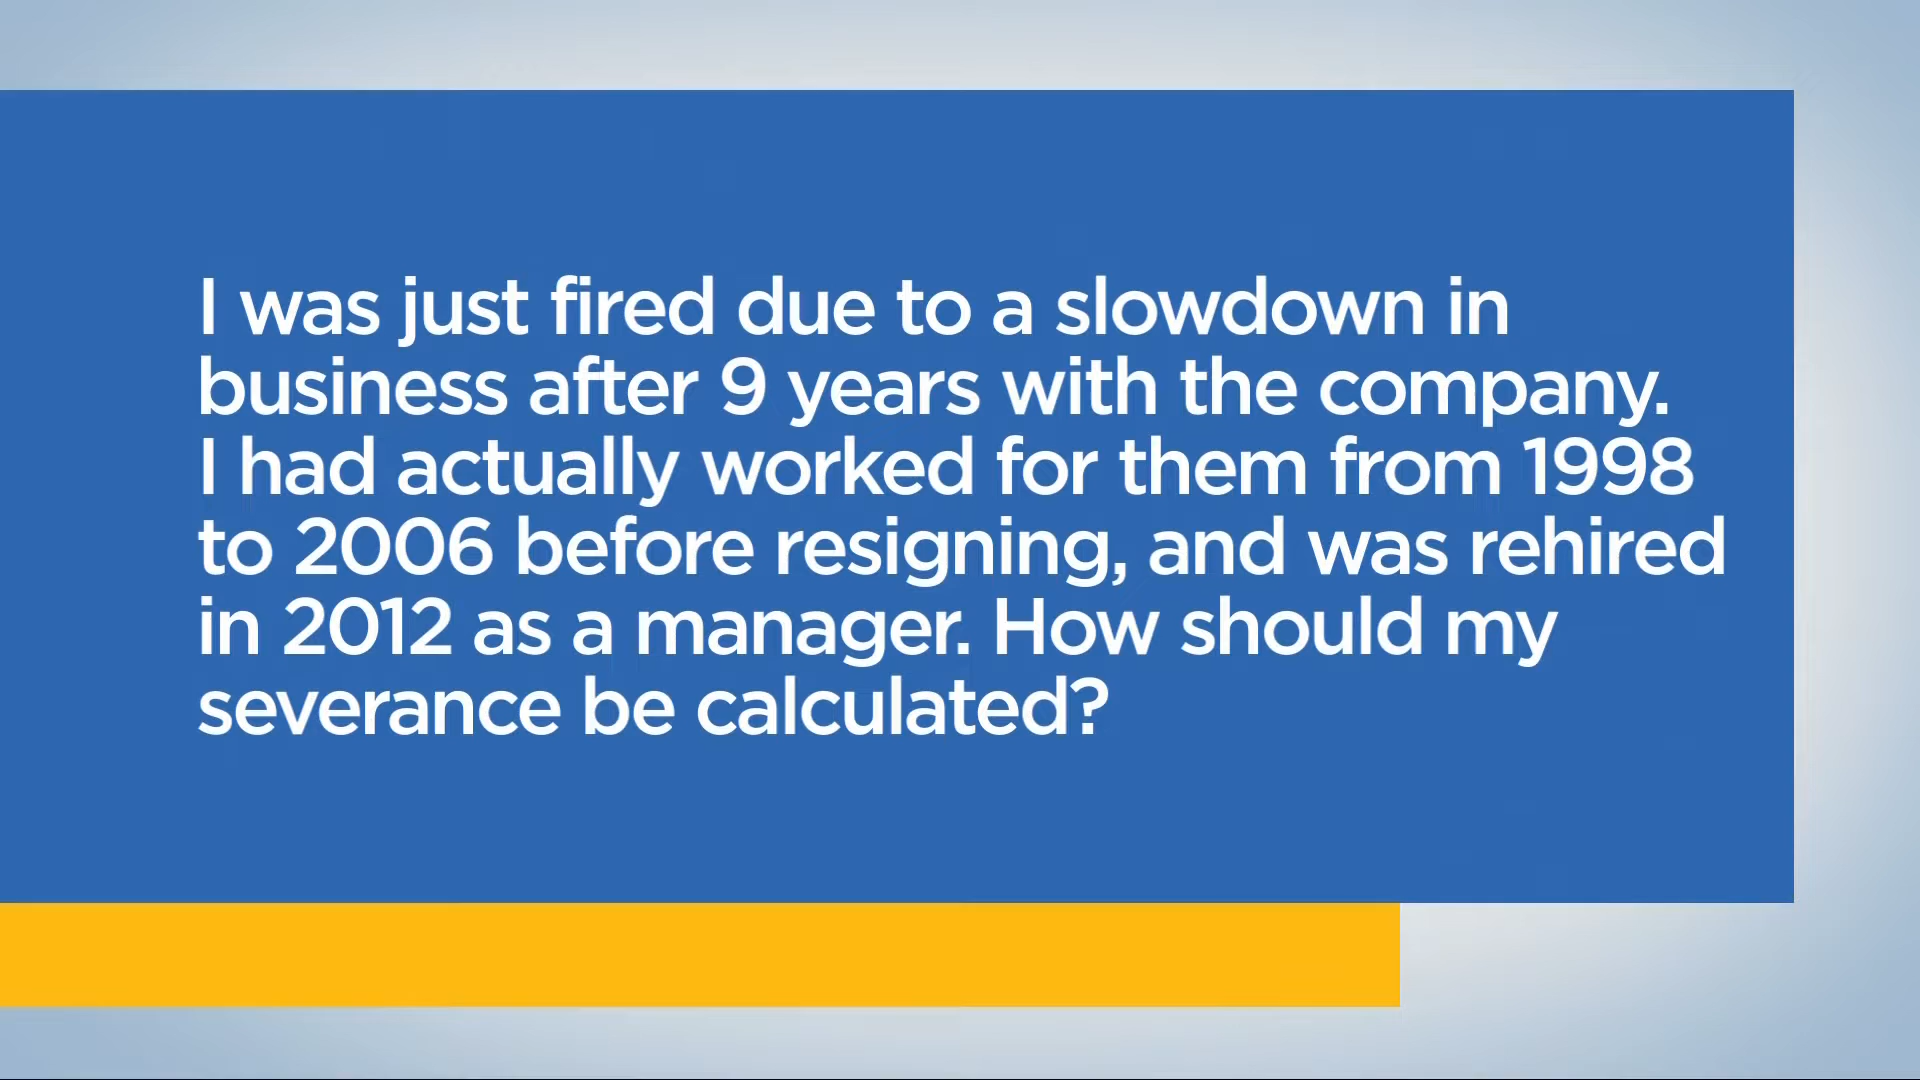 I was just fired due to a slowdown in
business after 9 years with the company.
I had actually worked for them from 1998
to 2006 before resigning, and was rehired
in 2012 as a manager. How should my
severance be calculated?